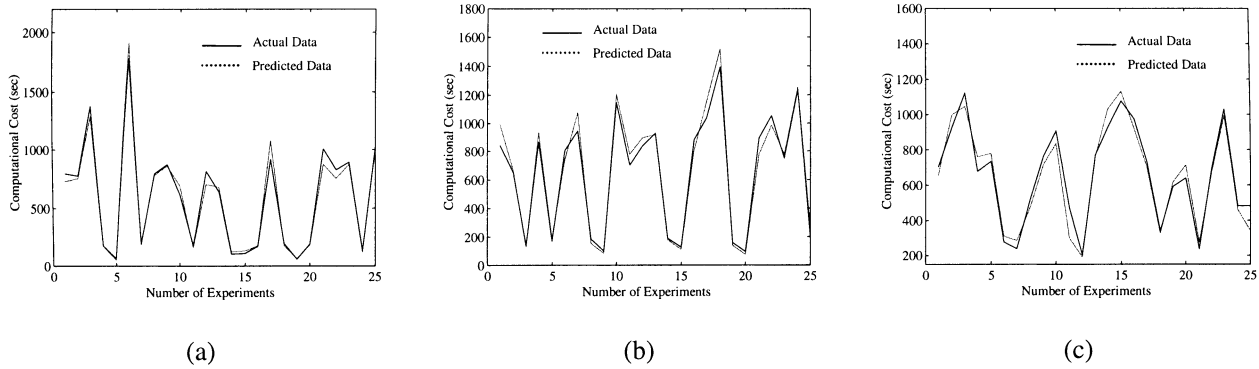 2000
1500
1000
500
0
Computational Cost (sec)
Actual Data
Predicted Data
0
5
10
15
20
25
Number of Experiments
(a)
1800
1600
1400
1200
1000
800
600
400
200
0
Computational Cost (sec)
Actual Data
Predicted Data
0
5
10
15
20
25
Number of Experiments
(b)
1600
1400
1200
1000
800
600
400
200
Computational Cost (sec)
Actual Data
Predicted Data
0
5
10
15
20
25
Number of Experiments
(c)